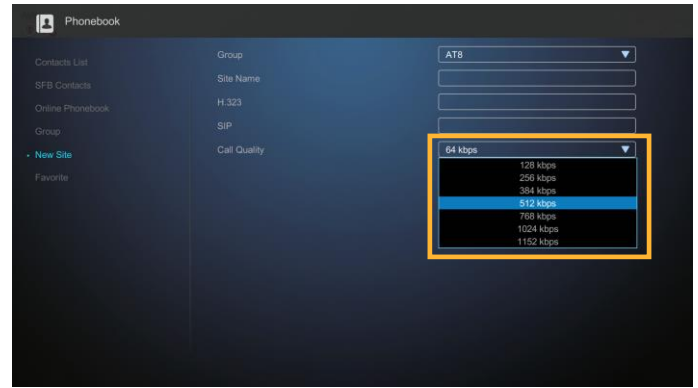 Phonebook
Contacts List
SFB Contacts
Online Phonebook
Group
New Site
Favorite
Group AT8
Site Name
H.323
SIP
Call Quality 64 kbps
128 kbps
256 kbps
384 kbps
512 kbps
768 kbps
1024 kbps
1152 kbps